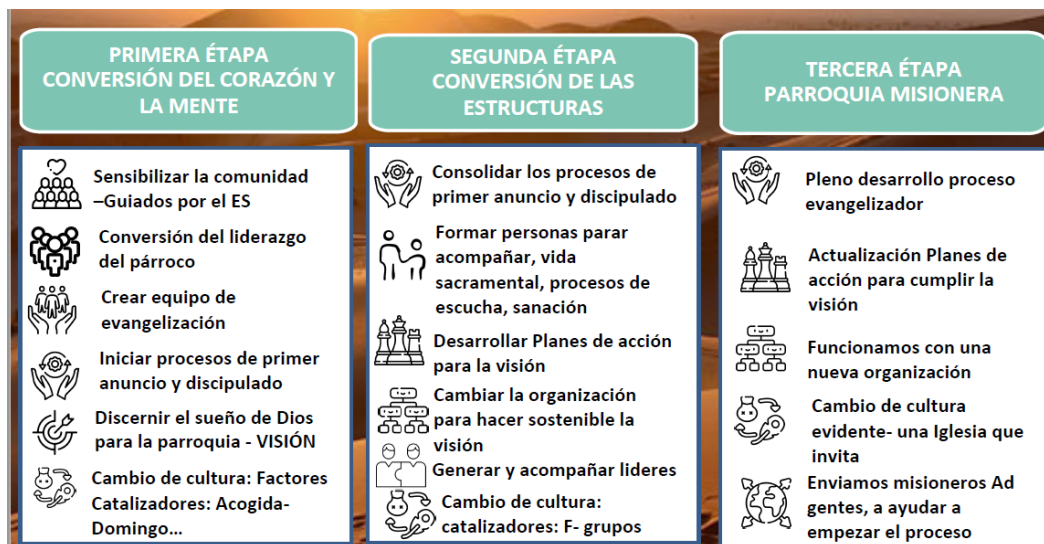 PRIMERA ÉTAPA
CONVERSIÓN DEL CORAZÓN Y
LA MENTE
Sensibilizar la comunidad
–Guiados por el ES
Conversión del liderazgo
del párroco
Crear equipo de
evangelización
Iniciar procesos de primer
anuncio y discipulado
Discernir el sueño de Dios
para la parroquia - VISIÓN
Cambio de cultura: Factores
Catalizadores: Acogida-
Domingo...
SEGUNDA ÉTAPA
CONVERSIÓN DE LAS
ESTRUCTURAS
Consolidar los procesos de
primer anuncio y discipulado
Formar personas parar
acompañar, vida
sacramental, procesos de
escucha, sanación
Desarrollar Planes de acción
para la visión
Cambiar la organización
para hacer sostenible la
visión
Generar y acompañar lideres
Cambio de cultura:
catalizadores: F- grupos
TERCERA ÉTAPA
PARROQUIA MISIONERA
Pleno desarrollo proceso
evangelizador
Actualización Planes de
acción para cumplir la
visión
Funcionamos con una
nueva organización
Cambio de cultura
evidente- una Iglesia que
invita
Enviamos misioneros Ad
gentes, a ayudar a
empezar el proceso